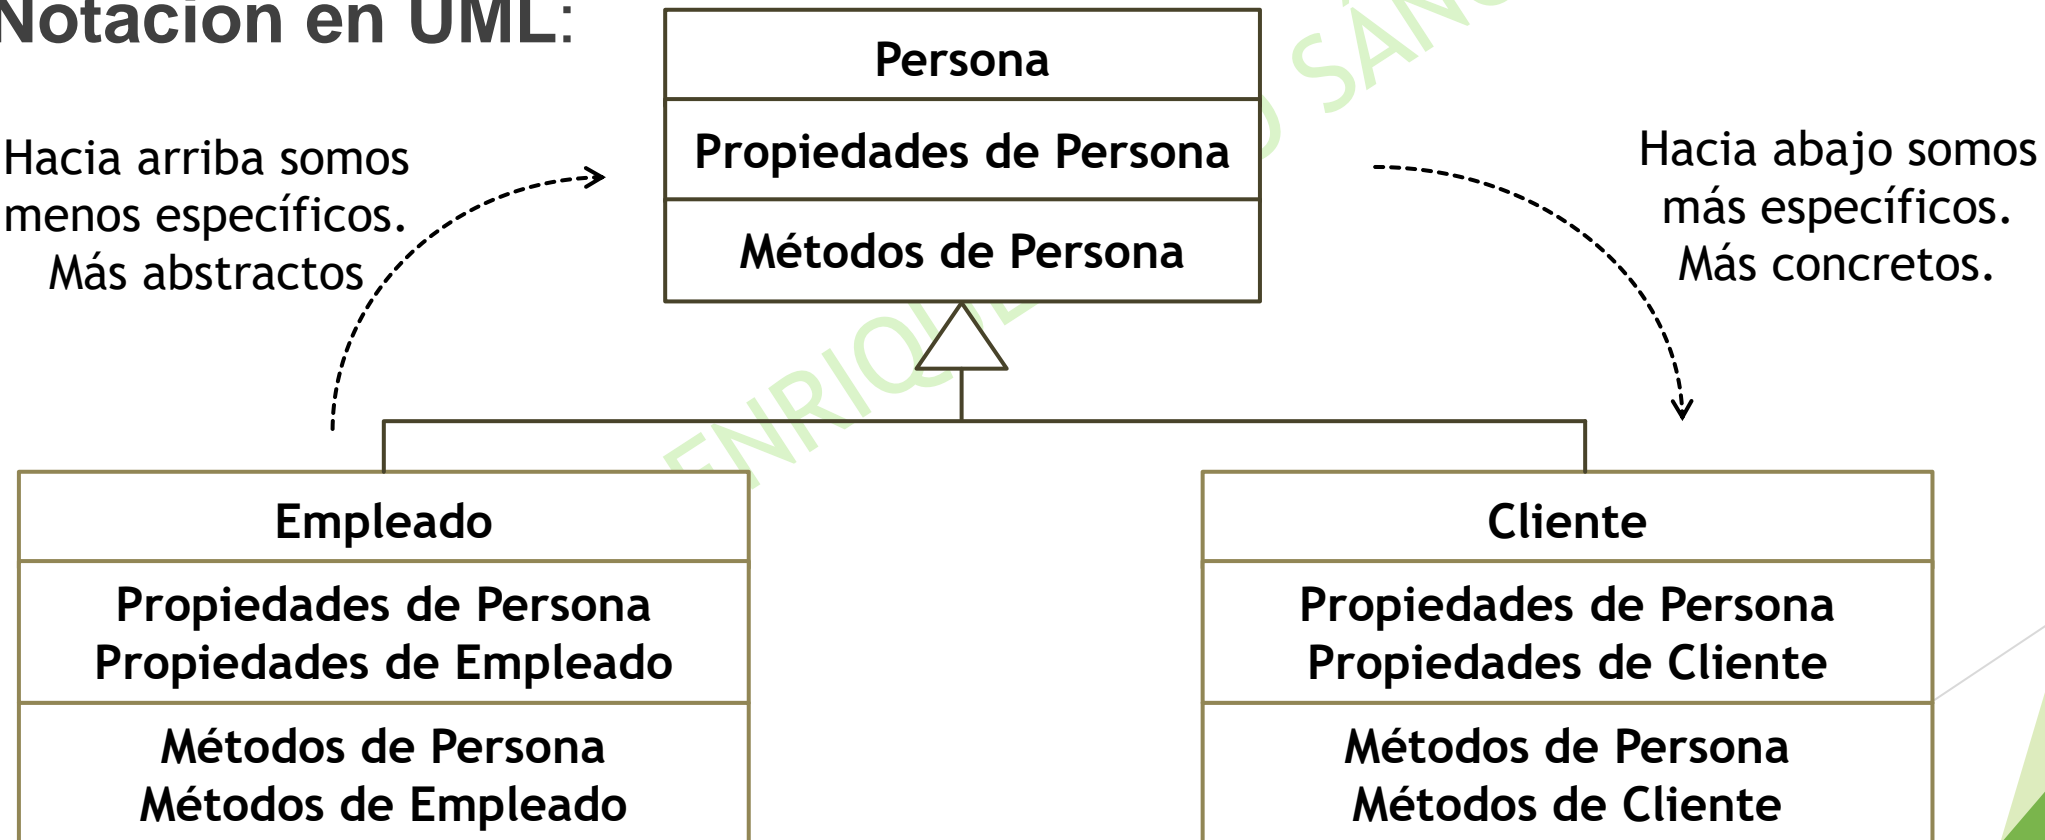 Notación en UML:
Persona
Propiedades de Persona
Métodos de Persona
Hacia arriba somos
menos específicos.
Más abstractos
Hacia abajo somos
más específicos.
Más concretos.
Empleado
Propiedades de Persona
Propiedades de Empleado
Métodos de Persona
Métodos de Empleado
Cliente
Propiedades de Persona
Propiedades de Cliente
Métodos de Persona
Métodos de Cliente